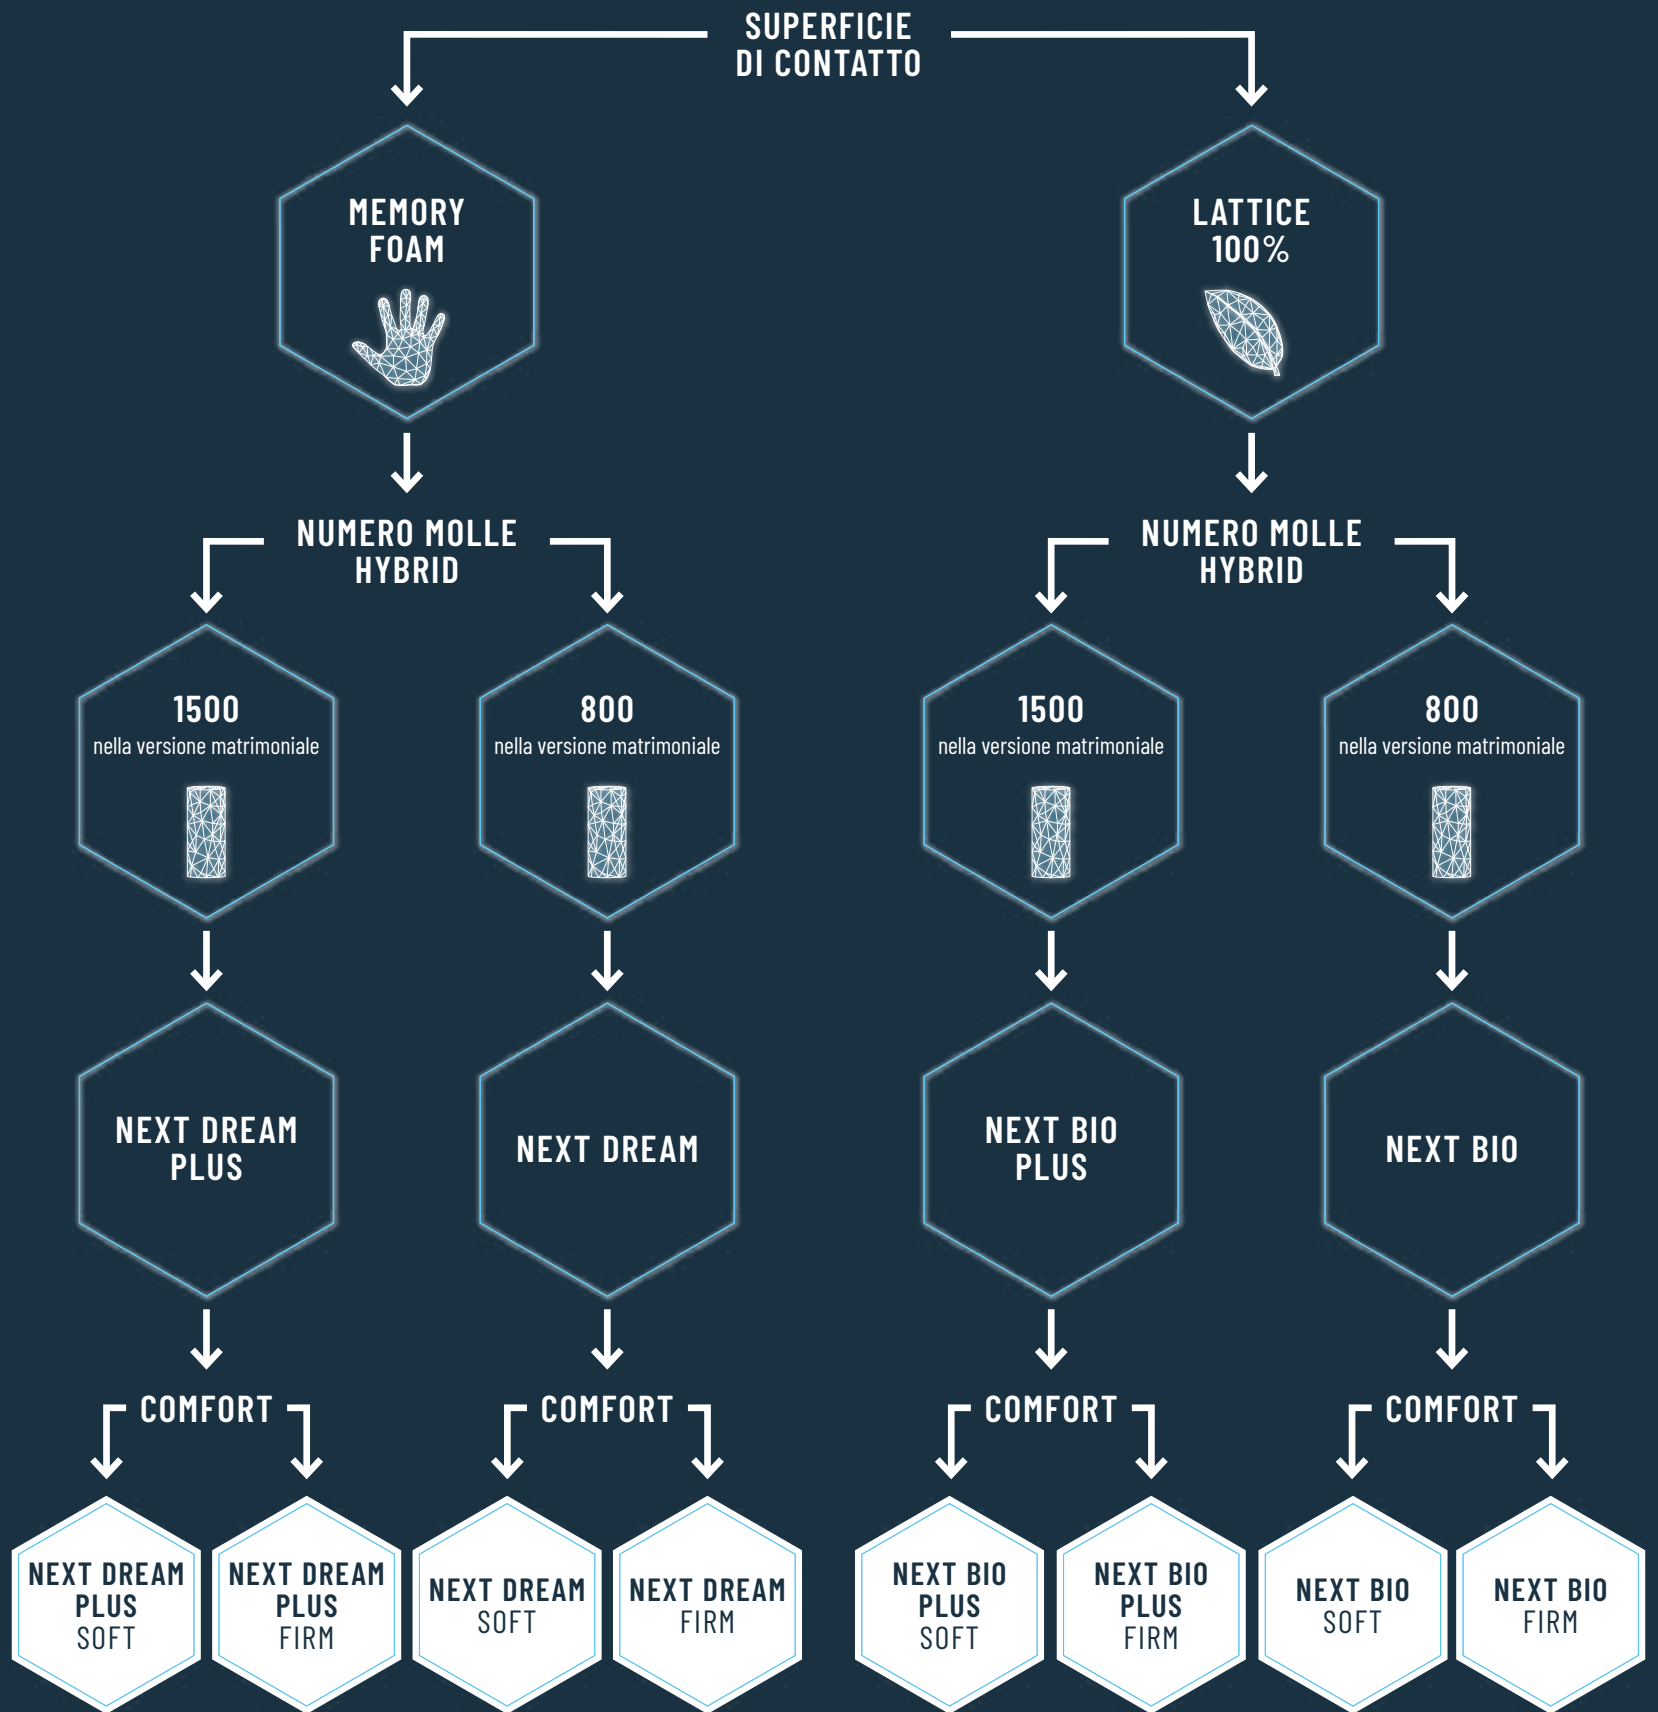 SUPERFICIE
DI CONTATTO
MEMORY
FOAM
LATTICE
100%
NUMERO MOLLE
HYBRID
NUMERO MOLLE
HYBRID
1500
nella versione matrimoniale
800
nella versione matrimoniale
1500
nella versione matrimoniale
800
nella versione matrimoniale
NEXT DREAM
PLUS
NEXT DREAM
NEXT BIO
PLUS
NEXT BIO
COMFORT
COMFORT
COMFORT
COMFORT
NEXT DREAM
PLUS
SOFT
NEXT DREAM
PLUS
FIRM
NEXT DREAM
SOFT
NEXT DREAM
FIRM
NEXT BIO
PLUS
SOFT
NEXT BIO
PLUS
FIRM
NEXT BIO
SOFT
NEXT BIO
FIRM